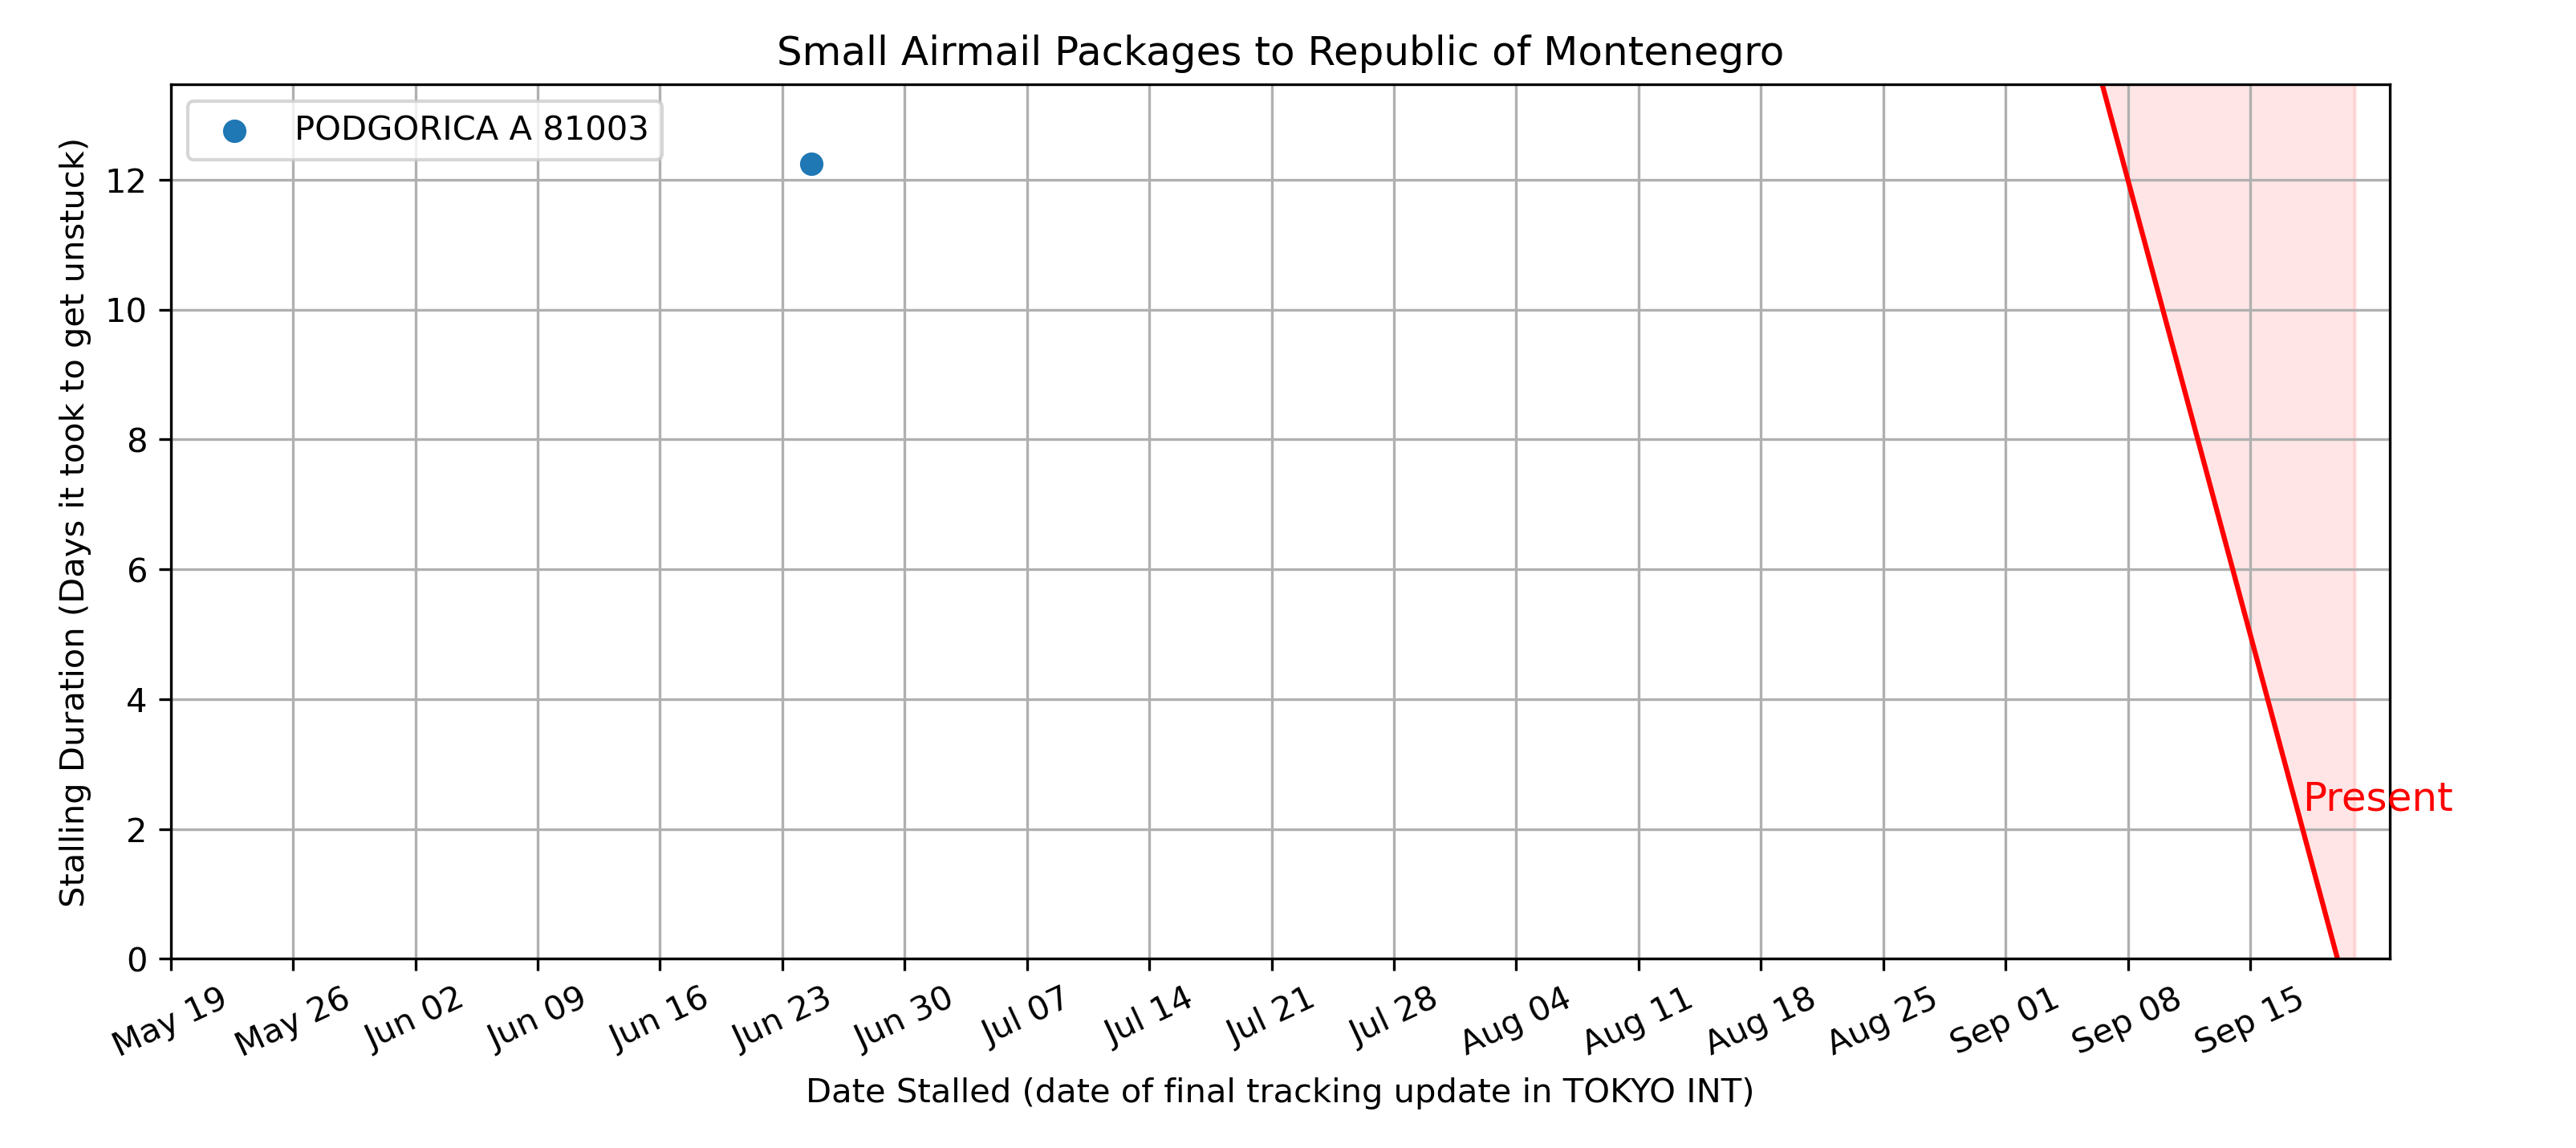 Small Airmail Packages to Republic of Montenegro
PODGORICA A 81003
Stalling Duration (Days it took to get unstuck)
12
10
8
6
4
2
0
Present
May 19
May 26
Jun 02
Jun 09
Jun 16
Jun 23
Jun 30
Jul 07
Jul 14
Jul 21
Jul 28
Aug 04
Aug 11
Aug 18
Aug 25
Sep 01
Sep 08
Sep 15
Date Stalled (date of final tracking update in TOKYO INT)